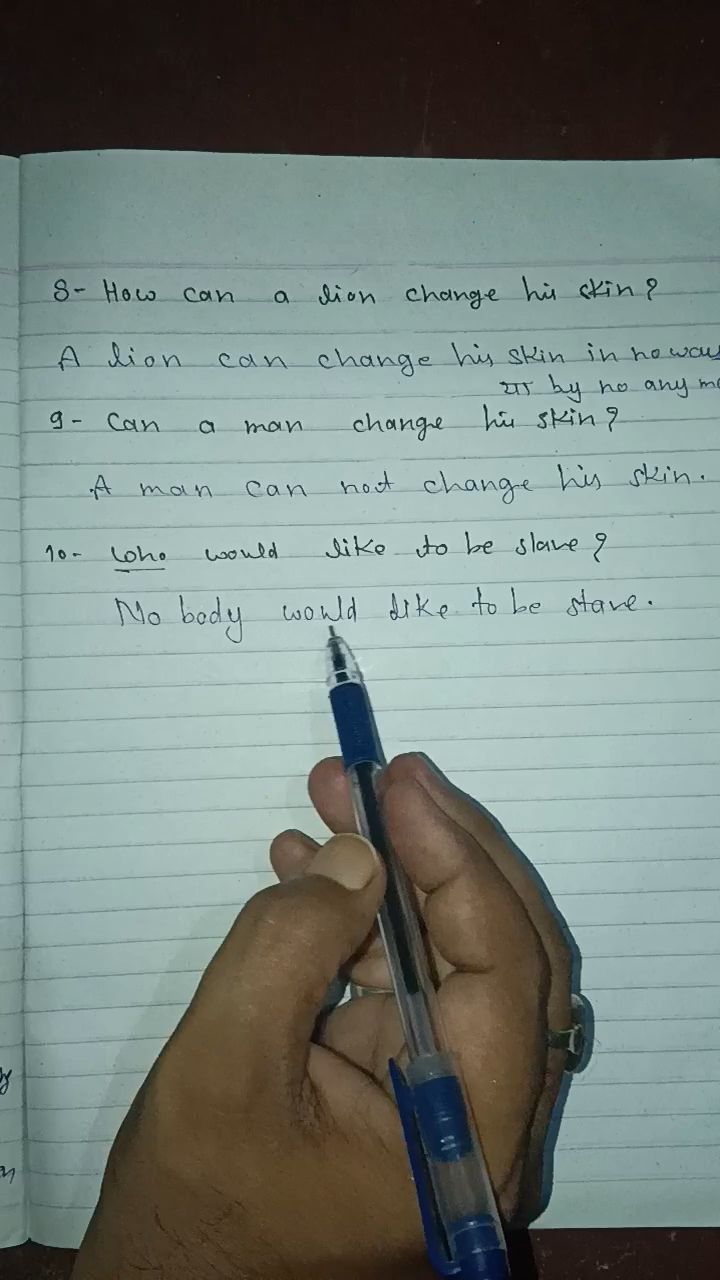 8- How can a lion change his skin?
A lion can change his skin in no way
या by no any
9- Can a man change his skin?
A man can not change his skin.
10- Who would like to be slave?
No body would like to be slave.